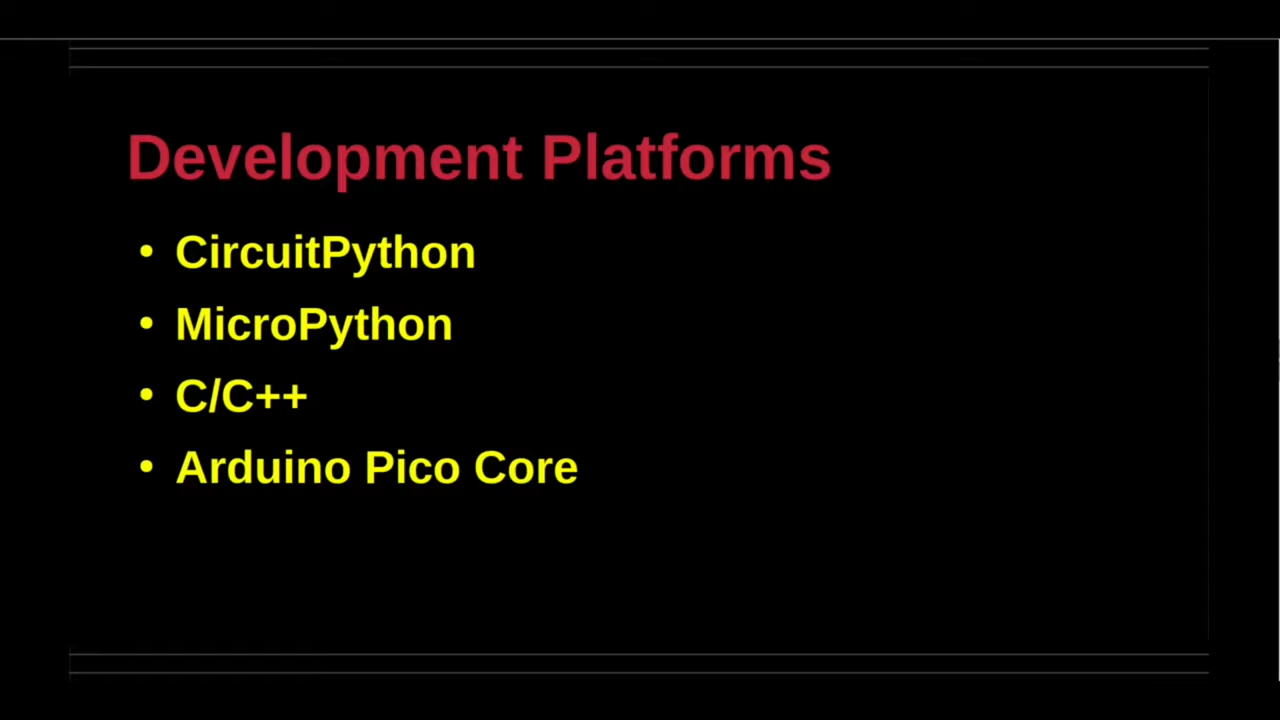 Development Platforms
• CircuitPython
• MicroPython
• C/C++
• Arduino Pico Core